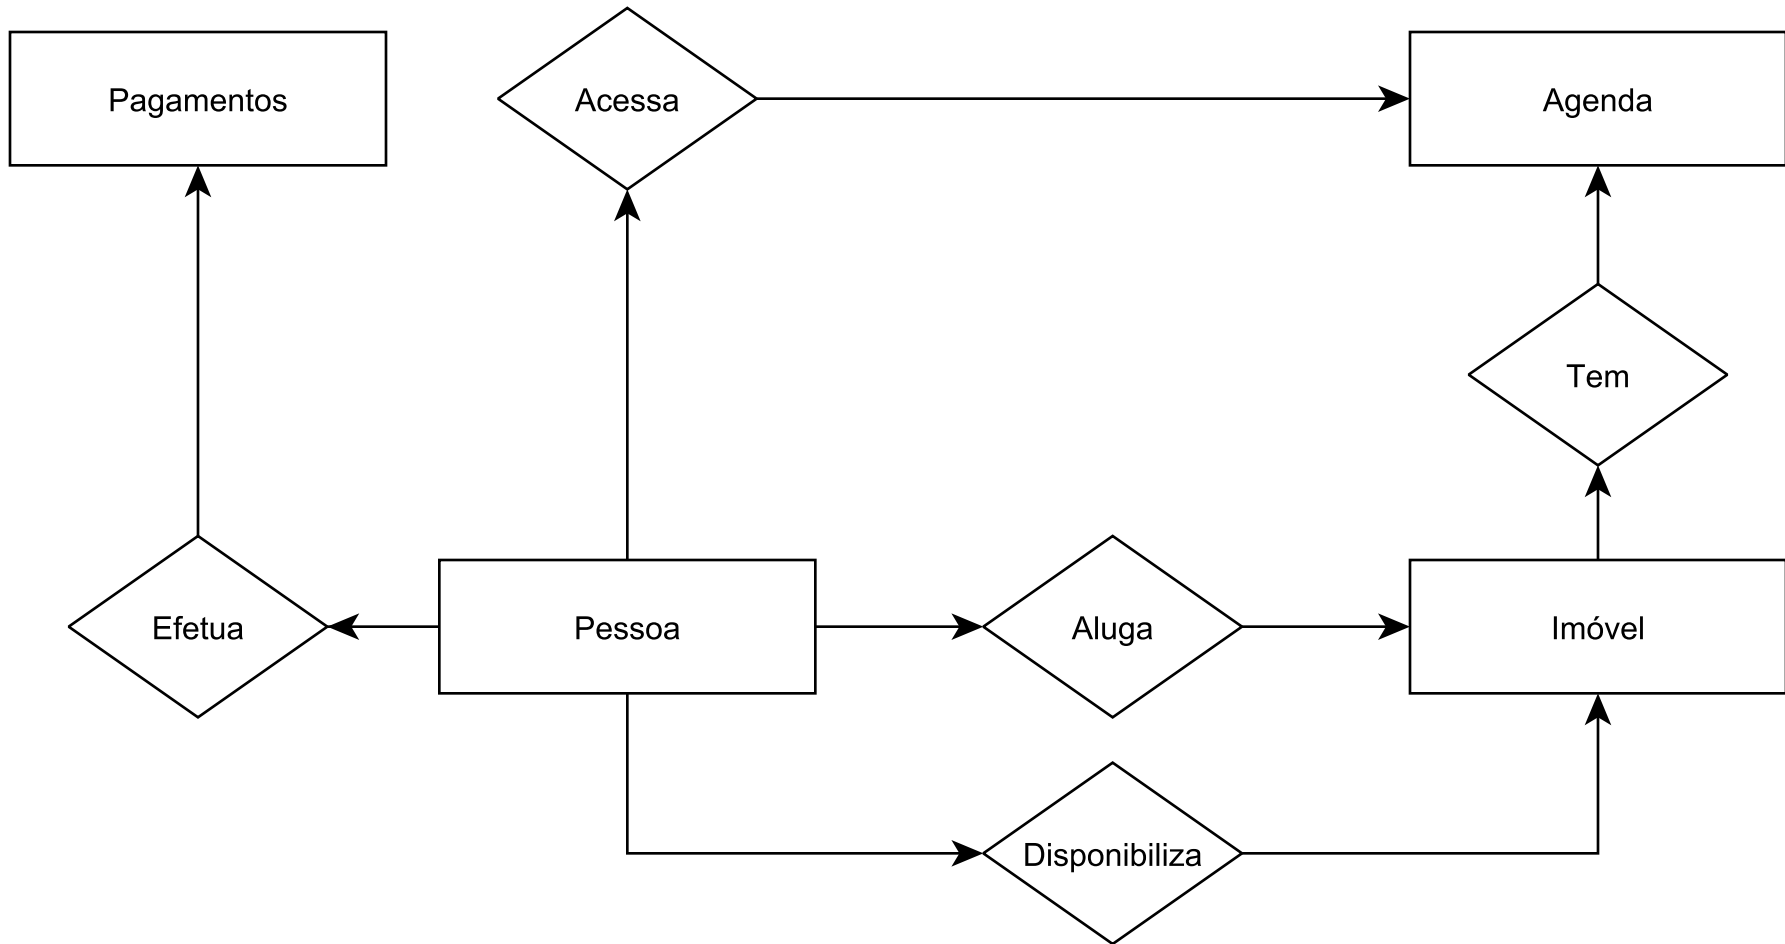 Pagamentos
Acessa
Agenda
Tem
Efetua
Pessoa
Aluga
Imóvel
Disponibiliza